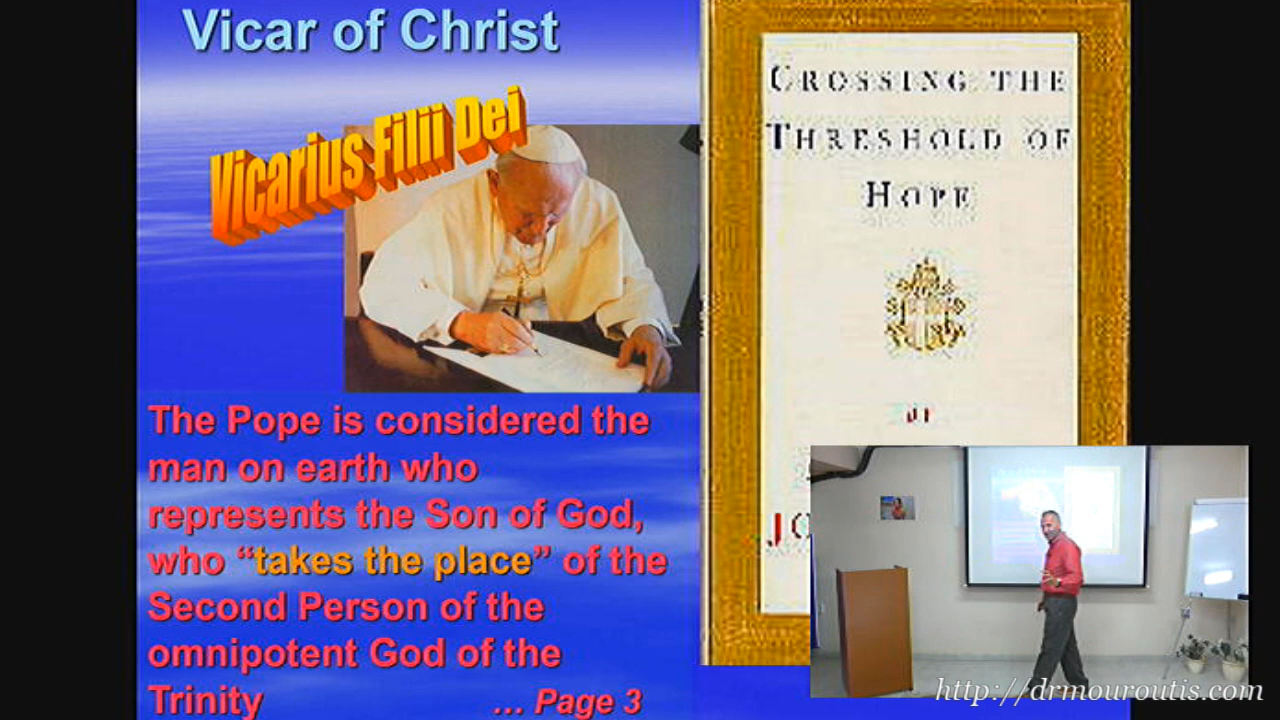 Vicar of Christ
Vicarius Filii Dei
The Pope is considered the
man on earth who
represents the Son of God,
who “takes the place” of the
Second Person of the
omnipotent God of the
Trinity
... Page 3
CROSSING THE
THRESHOLD OF
HOPE
http://drmouroutis.com